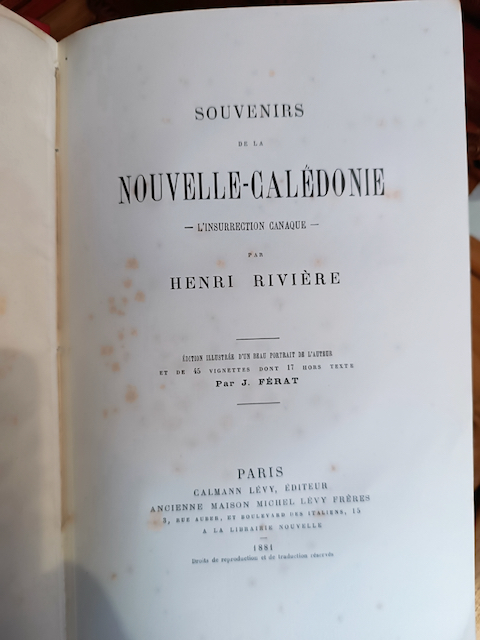 SOUVENIRS
DE LA
NOUVELLE-CALÉDONIE
— L'INSURRECTION CANAQUE —
PAR
HENRI RIVIÈRE
ÉDITION ILLUSTRÉE D'UN BEAU PORTRAIT DE L'AUTEUR
ET DE 45 VIGNETTES DONT 17 HORS TEXTE
Par J. FÉRAT
PARIS
CALMANN LÉVY, ÉDITEUR
ANCIENNE MAISON MICHEL LÉVY FRÈRES
3, RUE AUBER, ET BOULEVARD DES ITALIENS, 15
A LA LIBRAIRIE NOUVELLE
—
1881
Droits de reproduction et de traduction réservés